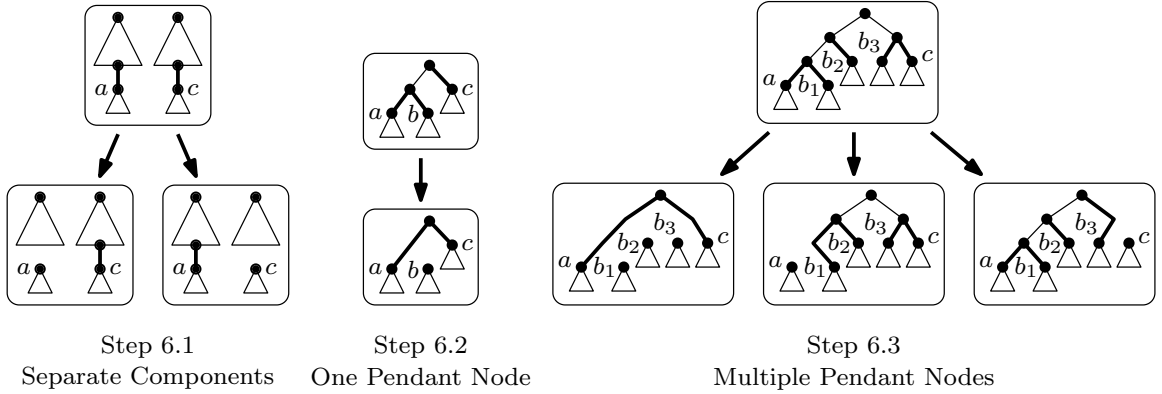 a c
a c
a c
a b c
a b c
a b₁ b₂ b₃ c
a b₁ b₂ b₃ c
a b₁ b₂ b₃ c
a b₁ b₂ b₃ c
Step 6.1
Separate Components
Step 6.2
One Pendant Node
Step 6.3
Multiple Pendant Nodes